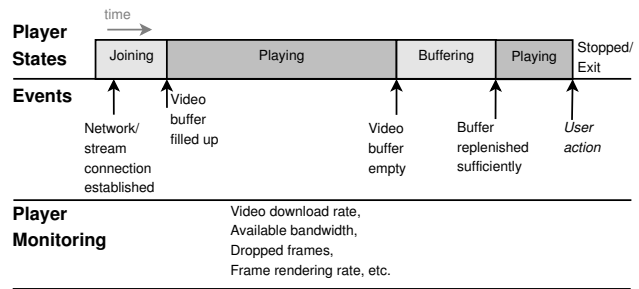 time
Player
States
Joining
Playing
Buffering
Playing
Stopped/
Exit
Events
Network/
stream
connection
established
Video
buffer
filled up
Video
buffer
empty
Buffer
replenished
sufficiently
User
action
Player
Monitoring
Video download rate,
Available bandwidth,
Dropped frames,
Frame rendering rate, etc.